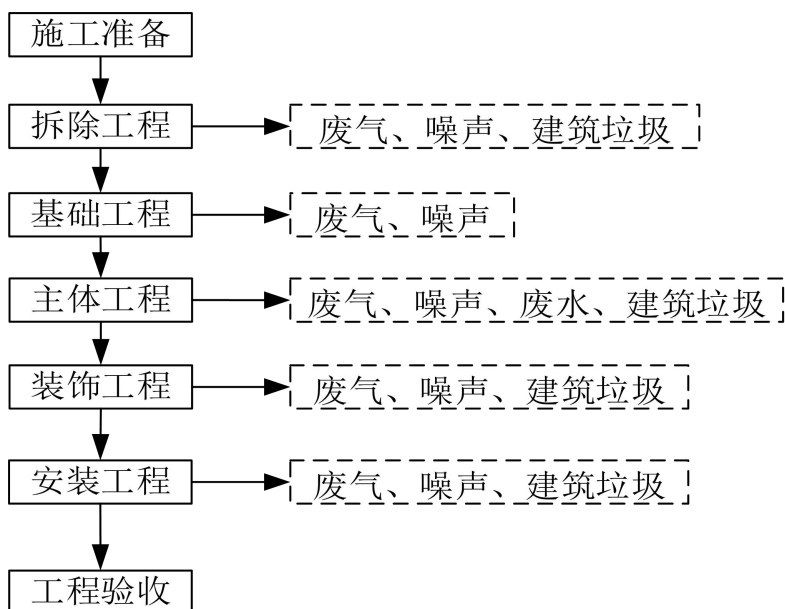 施工准备
拆除工程
废气、噪声、建筑垃圾
基础工程
废气、噪声
主体工程
废气、噪声、废水、建筑垃圾
装饰工程
废气、噪声、建筑垃圾
安装工程
废气、噪声、建筑垃圾
工程验收